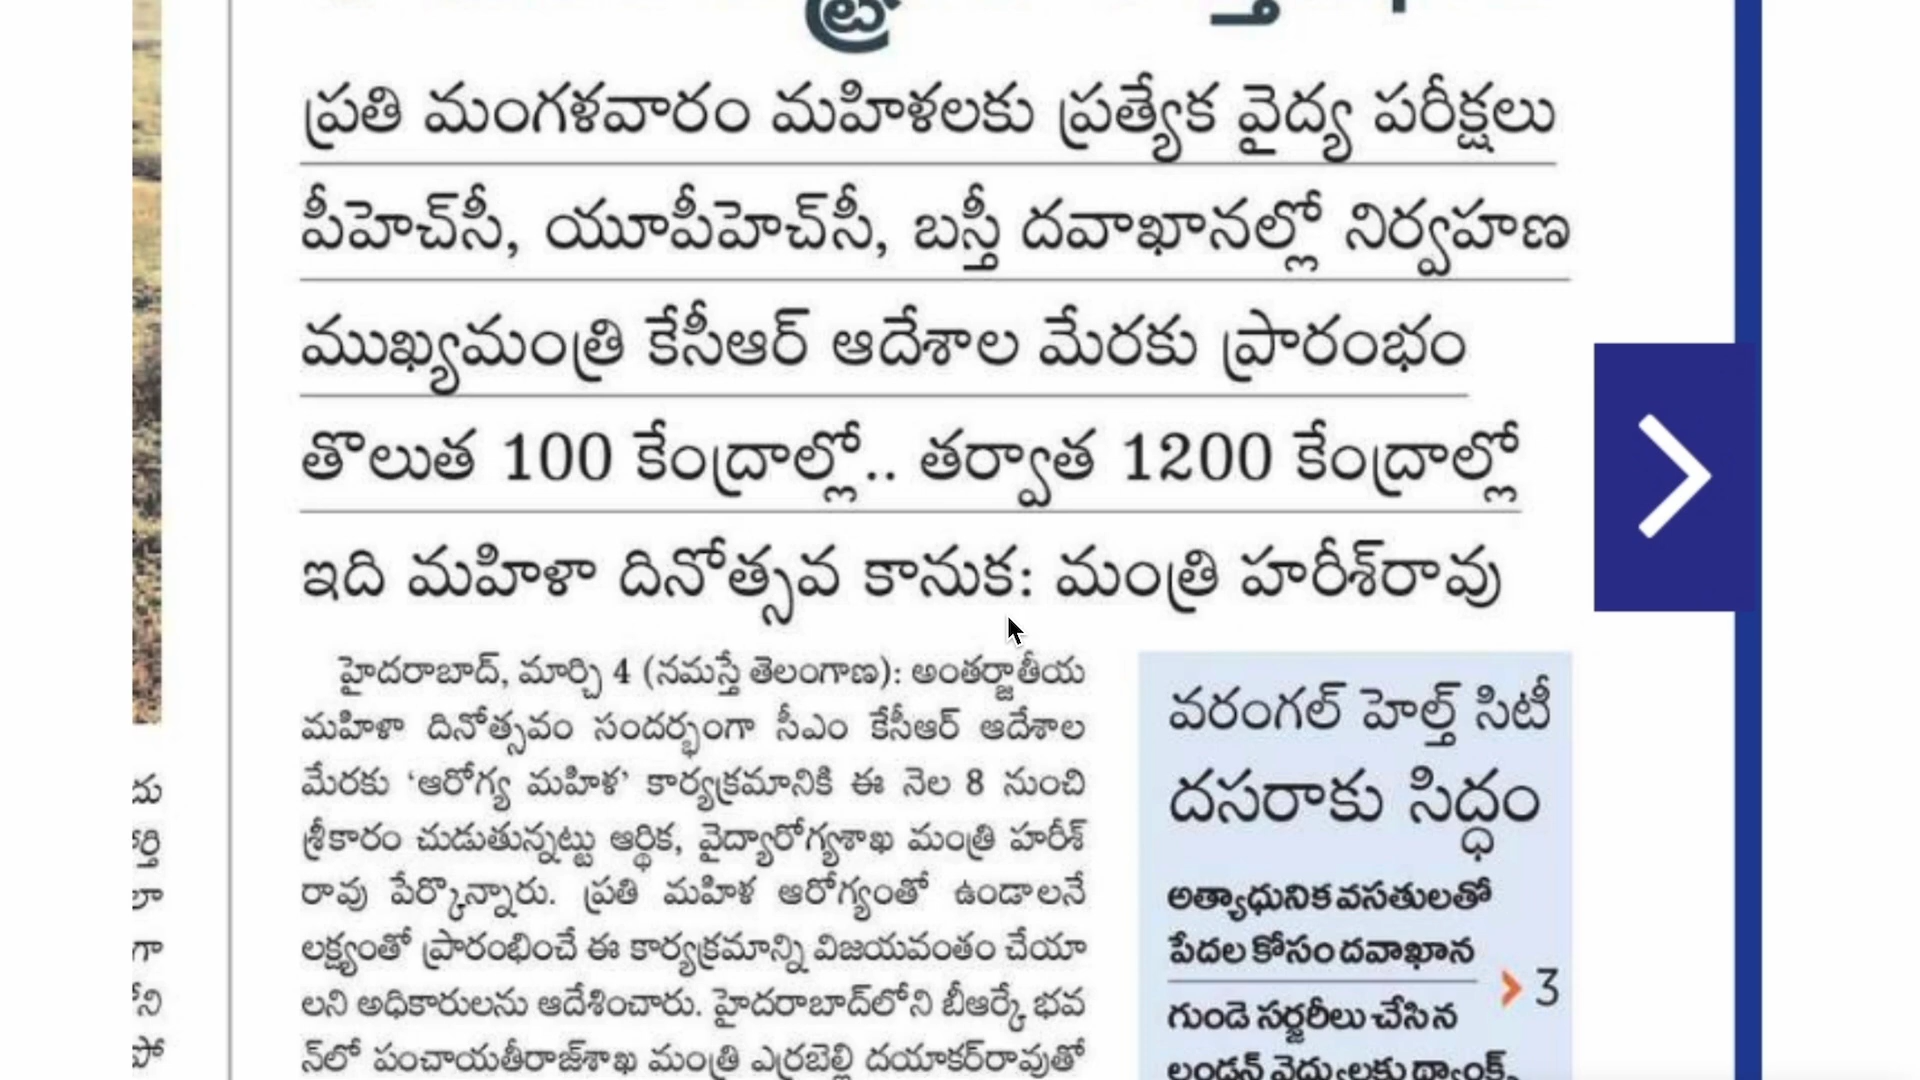 ప్రతి మంగళవారం మహిళలకు ప్రత్యేక వైద్య పరీక్షలు
పీహెచ్‌సీ, యూపీహెచ్‌సీ, బస్తీ దవాఖానల్లో నిర్వహణ
ముఖ్యమంత్రి కేసీఆర్ ఆదేశాల మేరకు ప్రారంభం
తొలుత 100 కేంద్రాల్లో.. తర్వాత 1200 కేంద్రాల్లో
ఇది మహిళా దినోత్సవ కానుక: మంత్రి హరీశ్‌రావు
హైదరాబాద్, మార్చి 4 (నమస్తే తెలంగాణ): అంతర్జాతీయ
మహిళా దినోత్సవం సందర్భంగా సీఎం కేసీఆర్ ఆదేశాల
మేరకు ‘ఆరోగ్య మహిళ’ కార్యక్రమానికి ఈ నెల 8 నుంచి
శ్రీకారం చుడుతున్నట్టు ఆర్థిక, వైద్యారోగ్యశాఖ మంత్రి హరీశ్
రావు పేర్కొన్నారు. ప్రతి మహిళ ఆరోగ్యంతో ఉండాలనే
లక్ష్యంతో ప్రారంభించే ఈ కార్యక్రమాన్ని విజయవంతం చేయా
లని అధికారులను ఆదేశించారు. హైదరాబాద్‌లోని బీఆర్కే భవ
న్‌లో పంచాయతీరాజ్‌శాఖ మంత్రి ఎర్రబెల్లి దయాకర్‌రావుతో
వరంగల్ హెల్త్ సిటీ
దసరాకు సిద్ధం
అత్యాధునిక వసతులతో
పేదల కోసం దవాఖాన
3
గుండె సర్జరీలు చేసిన
లండన్ వైద్యులకు థ్యాంక్స్